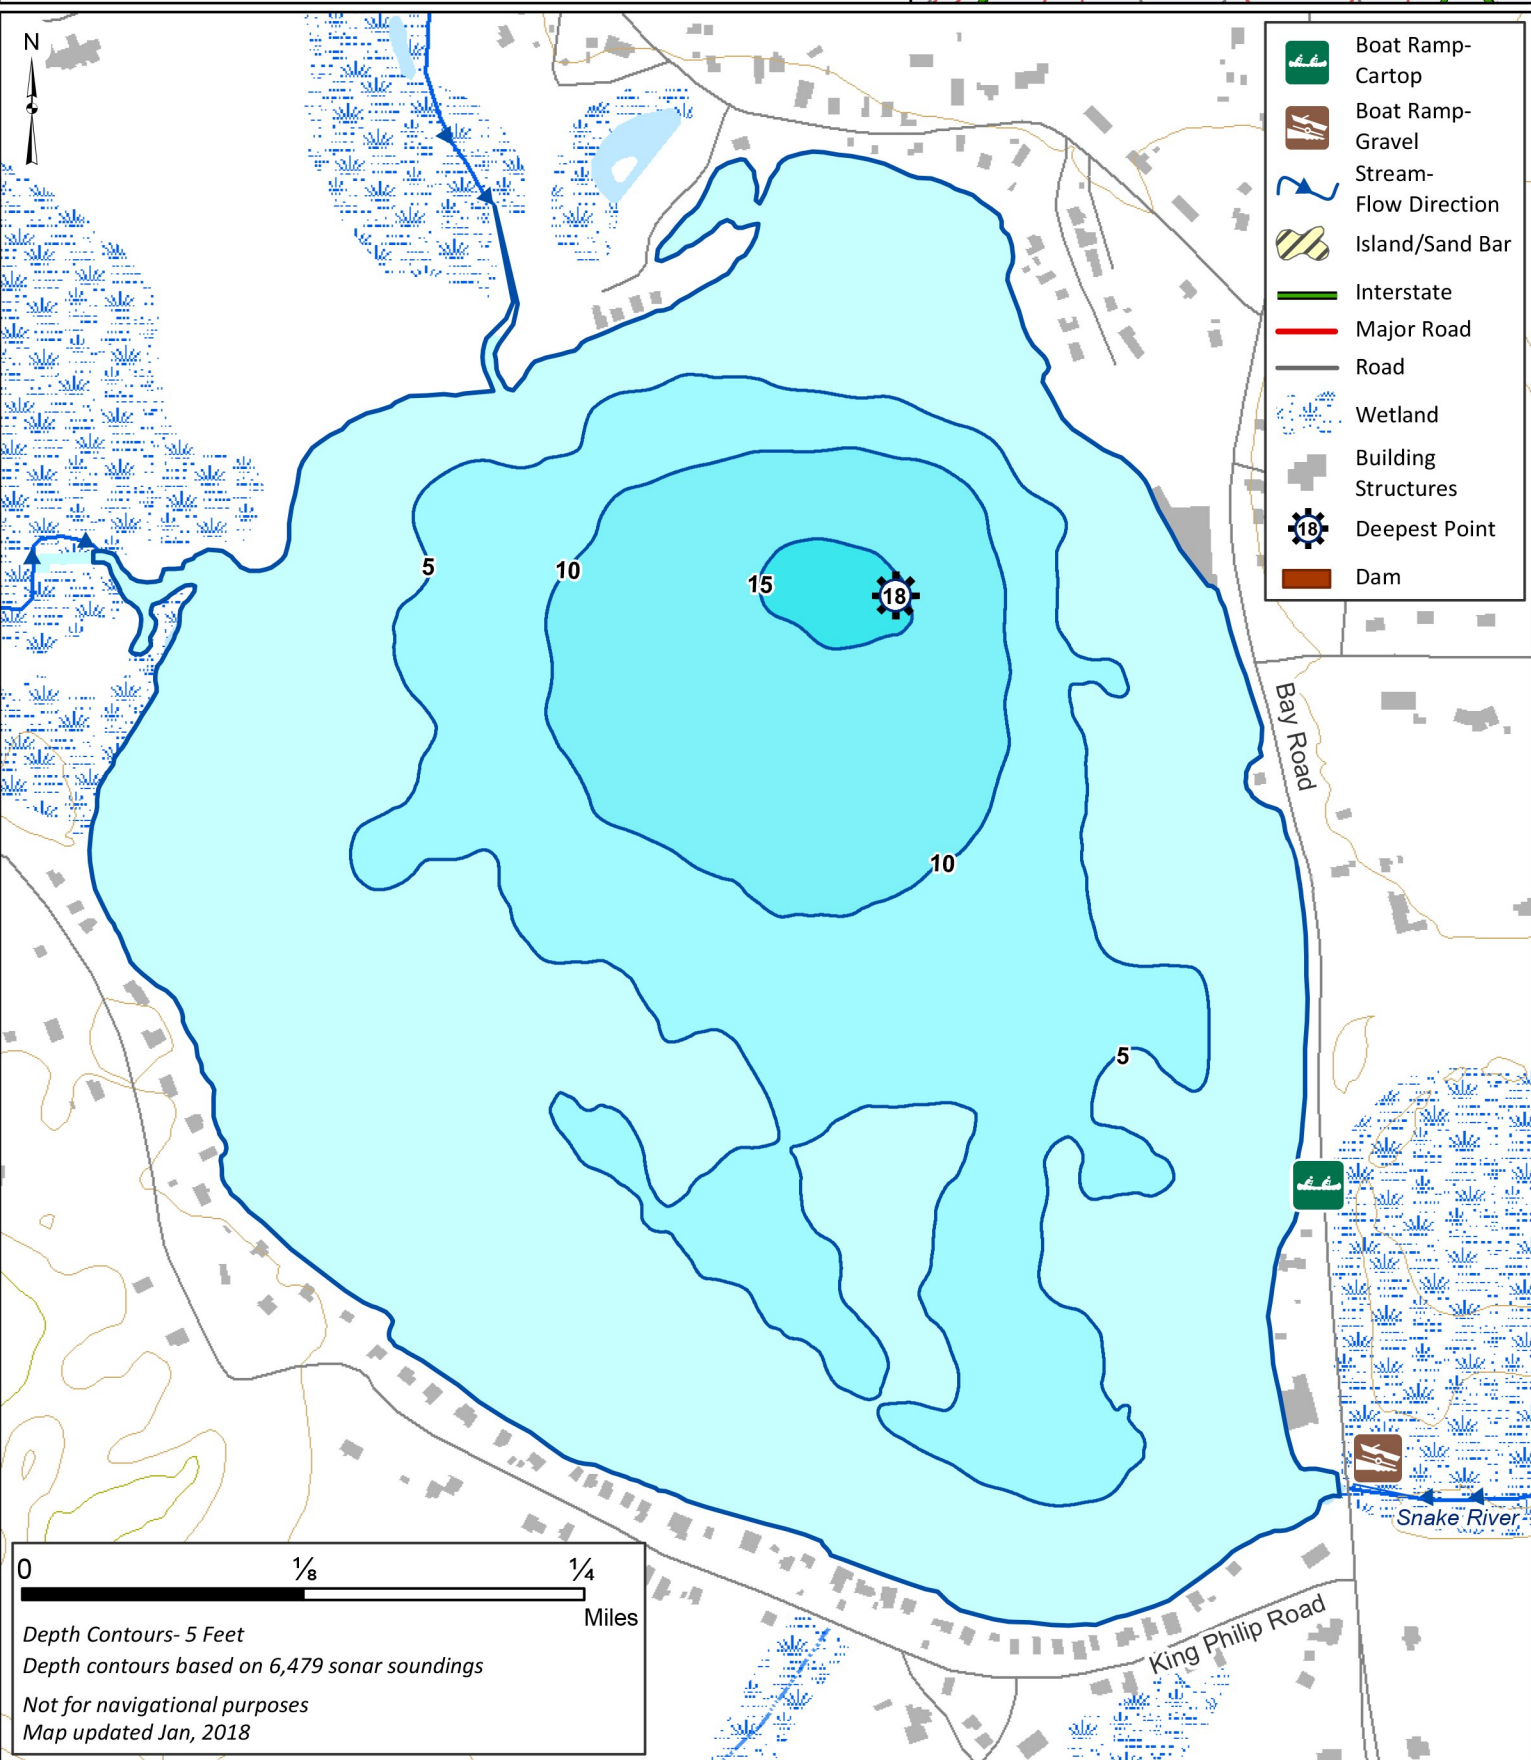 N
Boat Ramp-
Cartop
Boat Ramp-
Gravel
Stream-
Flow Direction
Island/Sand Bar
Interstate
Major Road
Road
Wetland
Building
Structures
18
Deepest Point
Dam
5
10
15
18
Bay Road
10
5
Snake River
King Philip Road
0
⅛
¼
Miles
Depth Contours- 5 Feet
Depth contours based on 6,479 sonar soundings
Not for navigational purposes
Map updated Jan, 2018